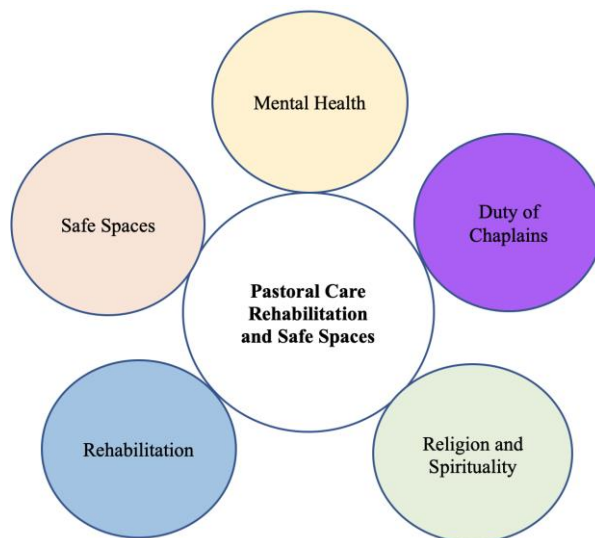 Mental Health
Safe Spaces
Duty of
Chaplains
Pastoral Care
Rehabilitation
and Safe Spaces
Rehabilitation
Religion and
Spirituality